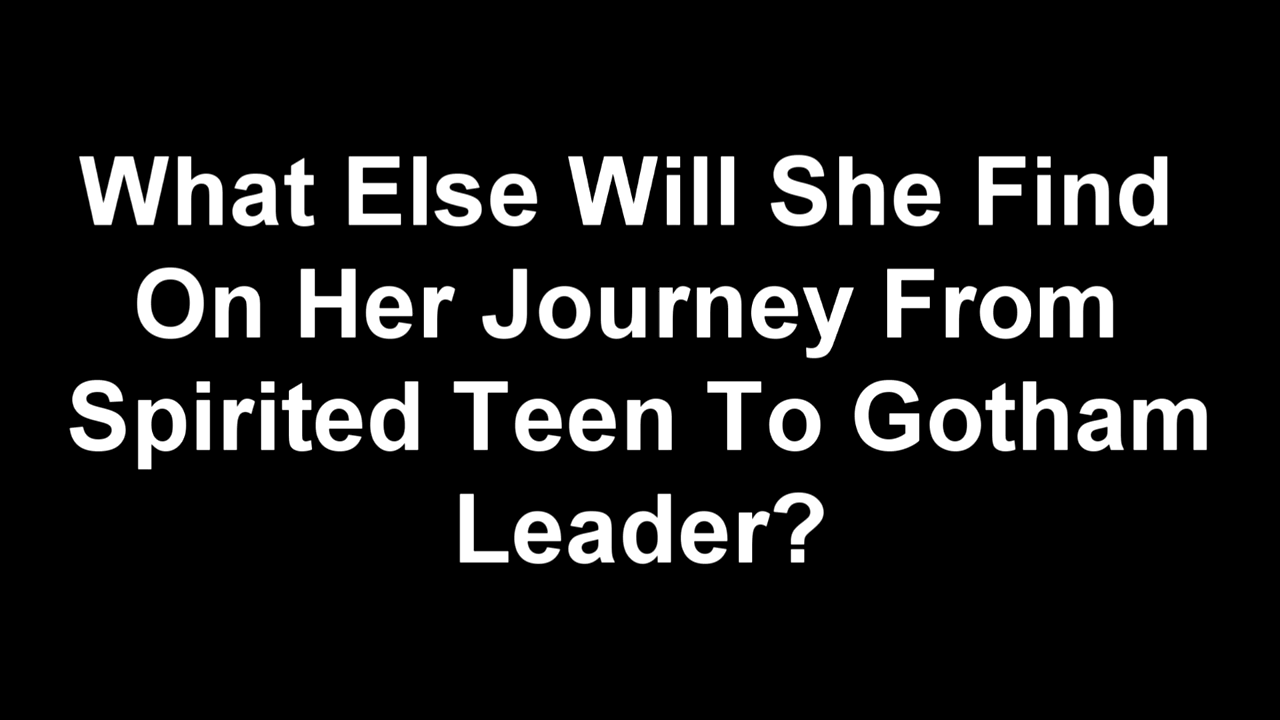 What Else Will She Find
On Her Journey From
Spirited Teen To Gotham
Leader?